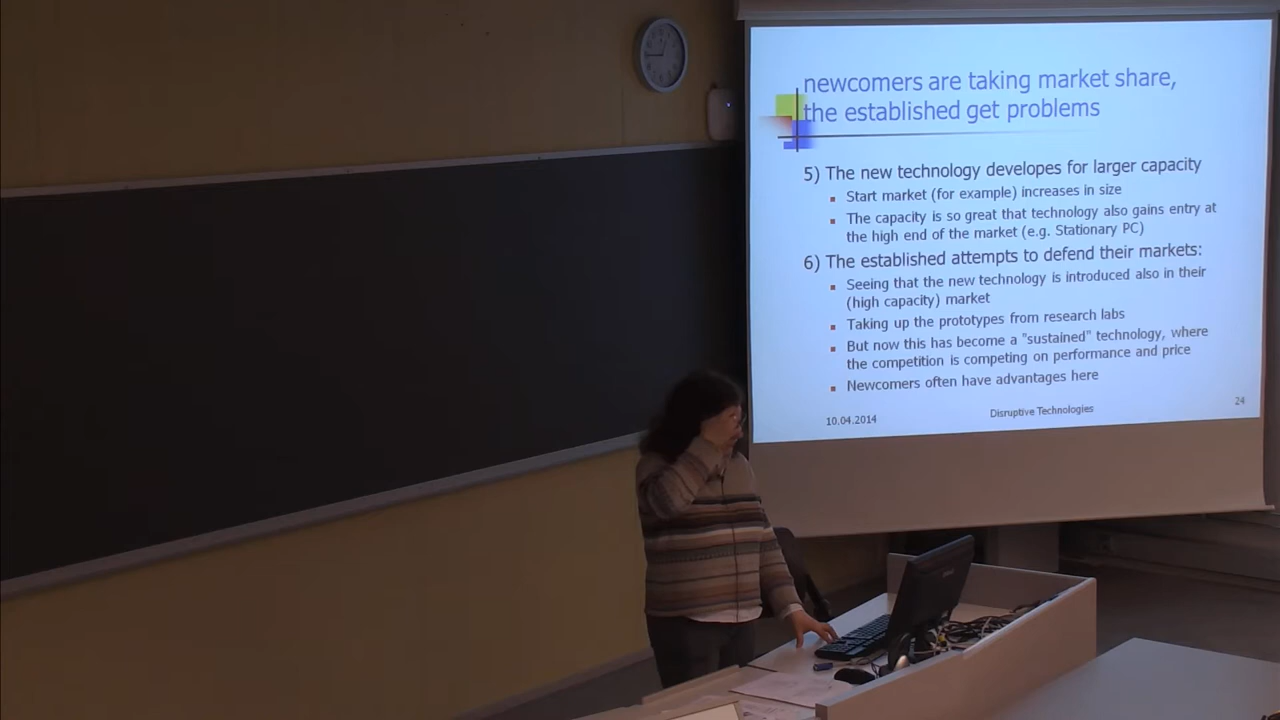 newcomers are taking market share,
the established get problems
5) The new technology developes for larger capacity
Start market (for example) increases in size
The capacity is so great that technology also gains entry at
the high end of the market (e.g. Stationary PC)
6) The established attempts to defend their markets:
Seeing that the new technology is introduced also in their
(high capacity) market
Taking up the prototypes from research labs
But now this has become a "sustained" technology, where
the competition is competing on performance and price
Newcomers often have advantages here
10.04.2014
Disruptive Technologies
24